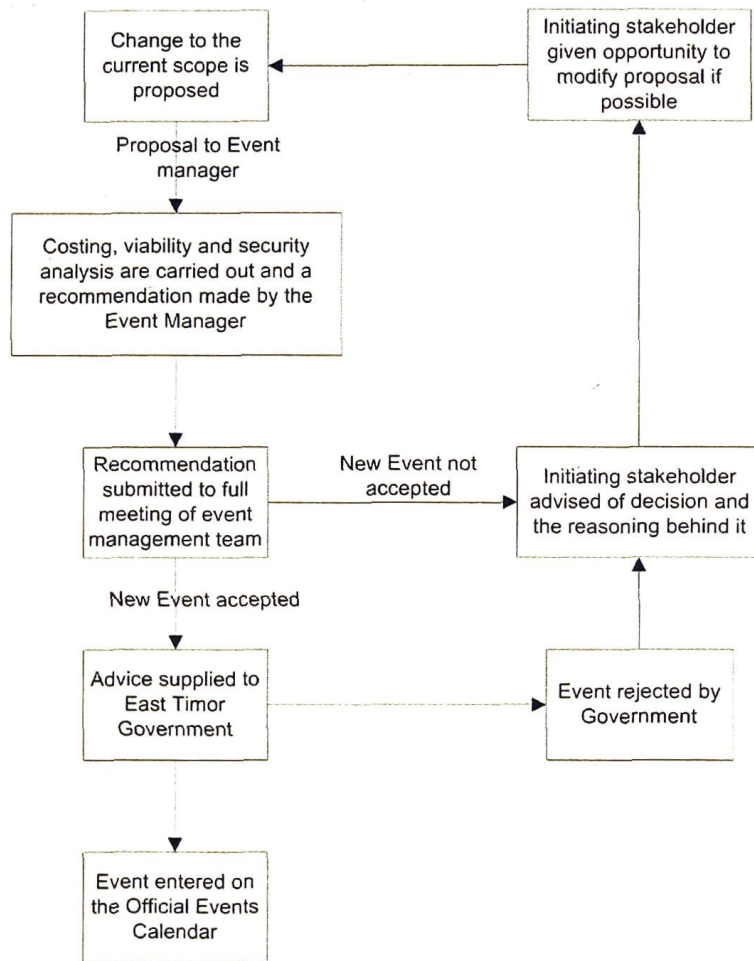 Change to the
current scope is
proposed
Initiating stakeholder
given opportunity to
modify proposal if
possible
Proposal to Event
manager
Costing, viability and security
analysis are carried out and a
recommendation made by the
Event Manager
Recommendation
submitted to full
meeting of event
management team
New Event not
accepted
Initiating stakeholder
advised of decision and
the reasoning behind it
New Event accepted
Advice supplied to
East Timor
Government
Event rejected by
Government
Event entered on
the Official Events
Calendar